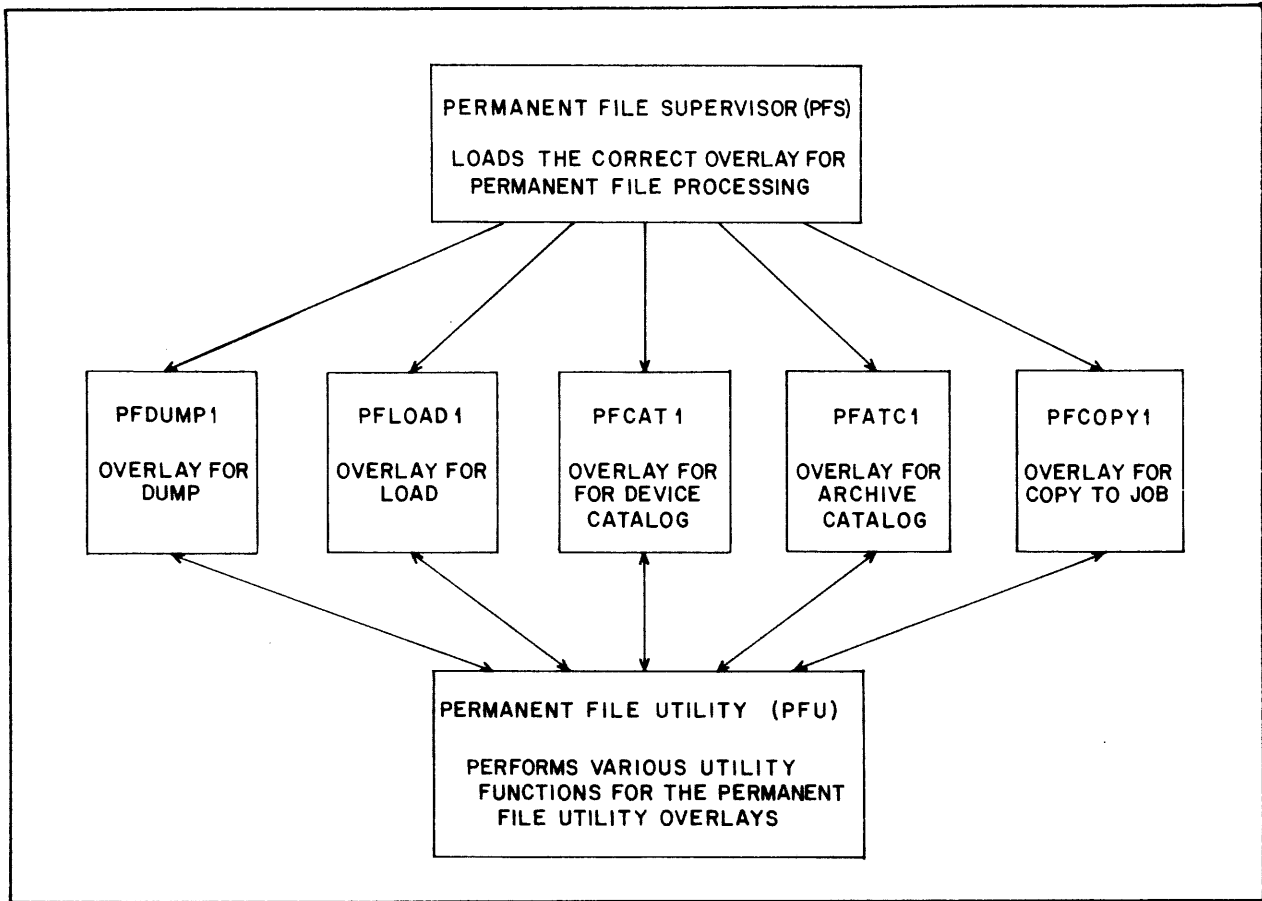 PERMANENT FILE SUPERVISOR (PFS)
LOADS THE CORRECT OVERLAY FOR
PERMANENT FILE PROCESSING
PFDUMP1
OVERLAY FOR
DUMP
PFLOAD1
OVERLAY FOR
LOAD
PFCAT1
OVERLAY FOR
FOR DEVICE
CATALOG
PFATC1
OVERLAY FOR
ARCHIVE
CATALOG
PFCOPY1
OVERLAY FOR
COPY TO JOB
PERMANENT FILE UTILITY (PFU)
PERFORMS VARIOUS UTILITY
FUNCTIONS FOR THE PERMANENT
FILE UTILITY OVERLAYS